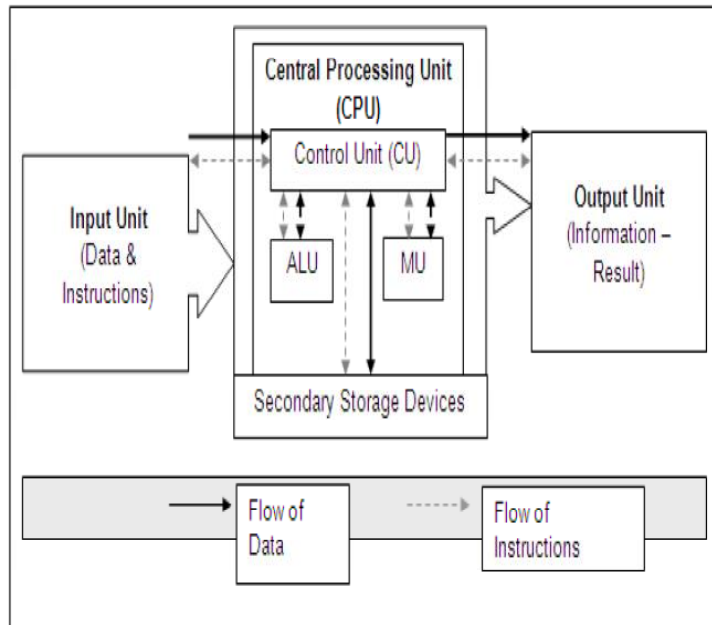 Central Processing Unit
(CPU)
Control Unit (CU)
Input Unit
(Data &
Instructions)
ALU
MU
Output Unit
(Information –
Result)
Secondary Storage Devices
Flow of
Data
Flow of
Instructions